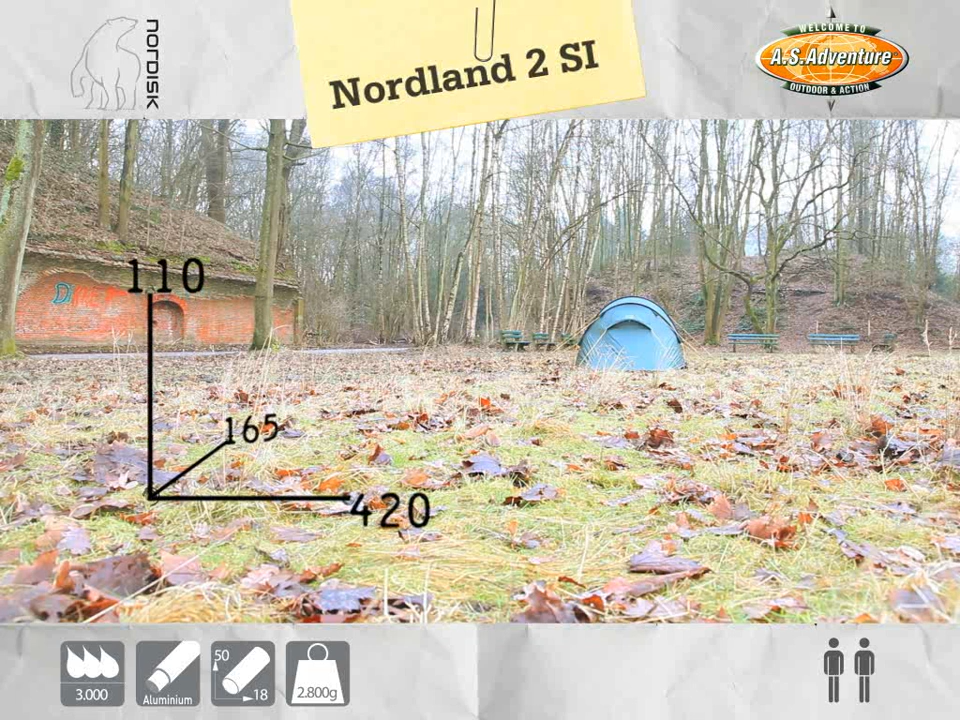 nordisk
Nordland 2 SI
WELCOME TO
A.S.Adventure
OUTDOOR & ACTION
110
165
420
3.000
Aluminium
50
18
2.800g